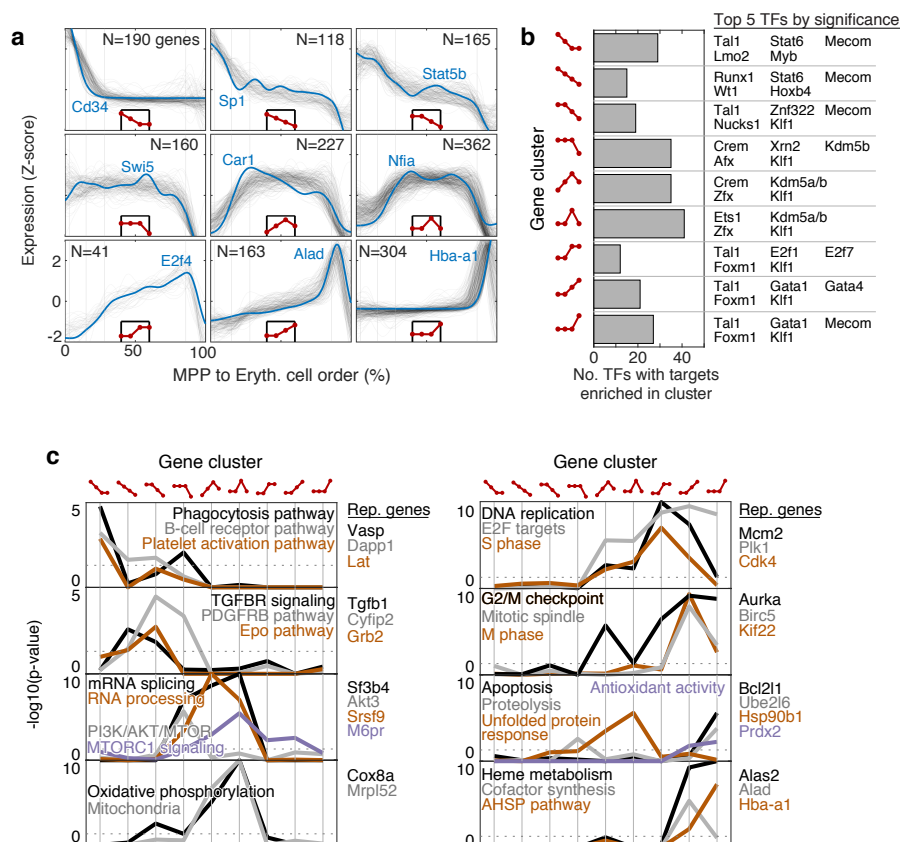 a
N=190 genes
Cd34
N=118
Sp1
N=165
Stat5b
N=160
Swi5
N=227
Car1
N=362
Nfia
N=41
E2f4
N=163
Alad
N=304
Hba-a1
Expression (Z-score)
2
0
-2
0 50 100
MPP to Eryth. cell order (%)
b
Top 5 TFs by significance
Gene cluster
Tal1 Stat6 Mecom
Lmo2 Myb
Runx1 Stat6 Mecom
Wt1 Hoxb4
Tal1 Znf322 Mecom
Nucks1 Klf1
Crem Xrn2 Kdm5b
Afx Klf1
Crem Kdm5a/b
Zfx Klf1
Ets1 Kdm5a/b
Zfx Klf1
Tal1 E2f1 E2f7
Foxm1 Klf1
Tal1 Gata1 Gata4
Foxm1 Klf1
Tal1 Gata1 Mecom
Foxm1 Klf1
0 20 40
No. TFs with targets
enriched in cluster
c
Gene cluster
-log10(p-value)
Rep. genes
5
0
Phagocytosis pathway
B-cell receptor pathway
Platelet activation pathway
Vasp
Dapp1
Lat
5
0
TGFBR signaling
PDGFRB pathway
Epo pathway
Tgfb1
Cyfip2
Grb2
10
0
mRNA splicing
RNA processing
PI3K/AKT/MTOR
MTORC1 signaling
Sf3b4
Akt3
Srsf9
M6pr
10
0
Oxidative phosphorylation
Mitochondria
Cox8a
Mrpl52
Gene cluster
Rep. genes
10
0
DNA replication
E2F targets
S phase
Mcm2
Plk1
Cdk4
10
0
G2/M checkpoint
Mitotic spindle
M phase
Aurka
Birc5
Kif22
10
0
Apoptosis
Antioxidant activity
Proteolysis
Unfolded protein
response
Bcl2l1
Ube2l6
Hsp90b1
Prdx2
10
0
Heme metabolism
Cofactor synthesis
AHSP pathway
Alas2
Alad
Hba-a1